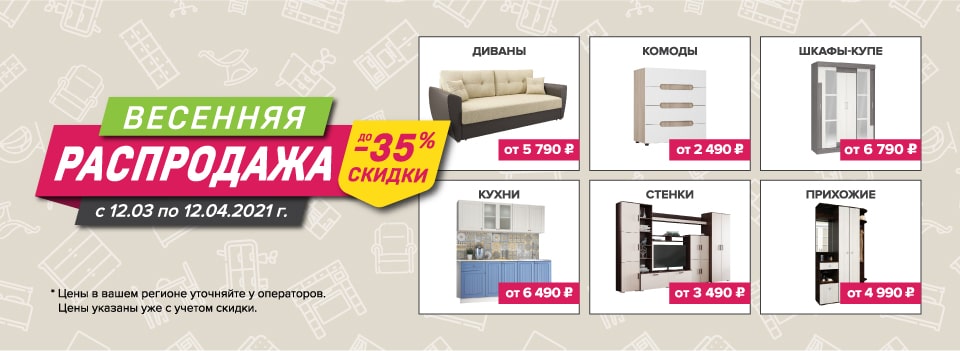 ВЕСЕННЯЯ
РАСПРОДАЖА
до -35%
СКИДКИ
с 12.03 по 12.04.2021 г.
* Цены в вашем регионе уточняйте у операторов.
Цены указаны уже с учетом скидки.
ДИВАНЫ
от 5 790 ₽
КОМОДЫ
от 2 490 ₽
ШКАФЫ-КУПЕ
от 6 790 ₽
КУХНИ
от 6 490 ₽
СТЕНКИ
от 3 490 ₽
ПРИХОЖИЕ
от 4 990 ₽